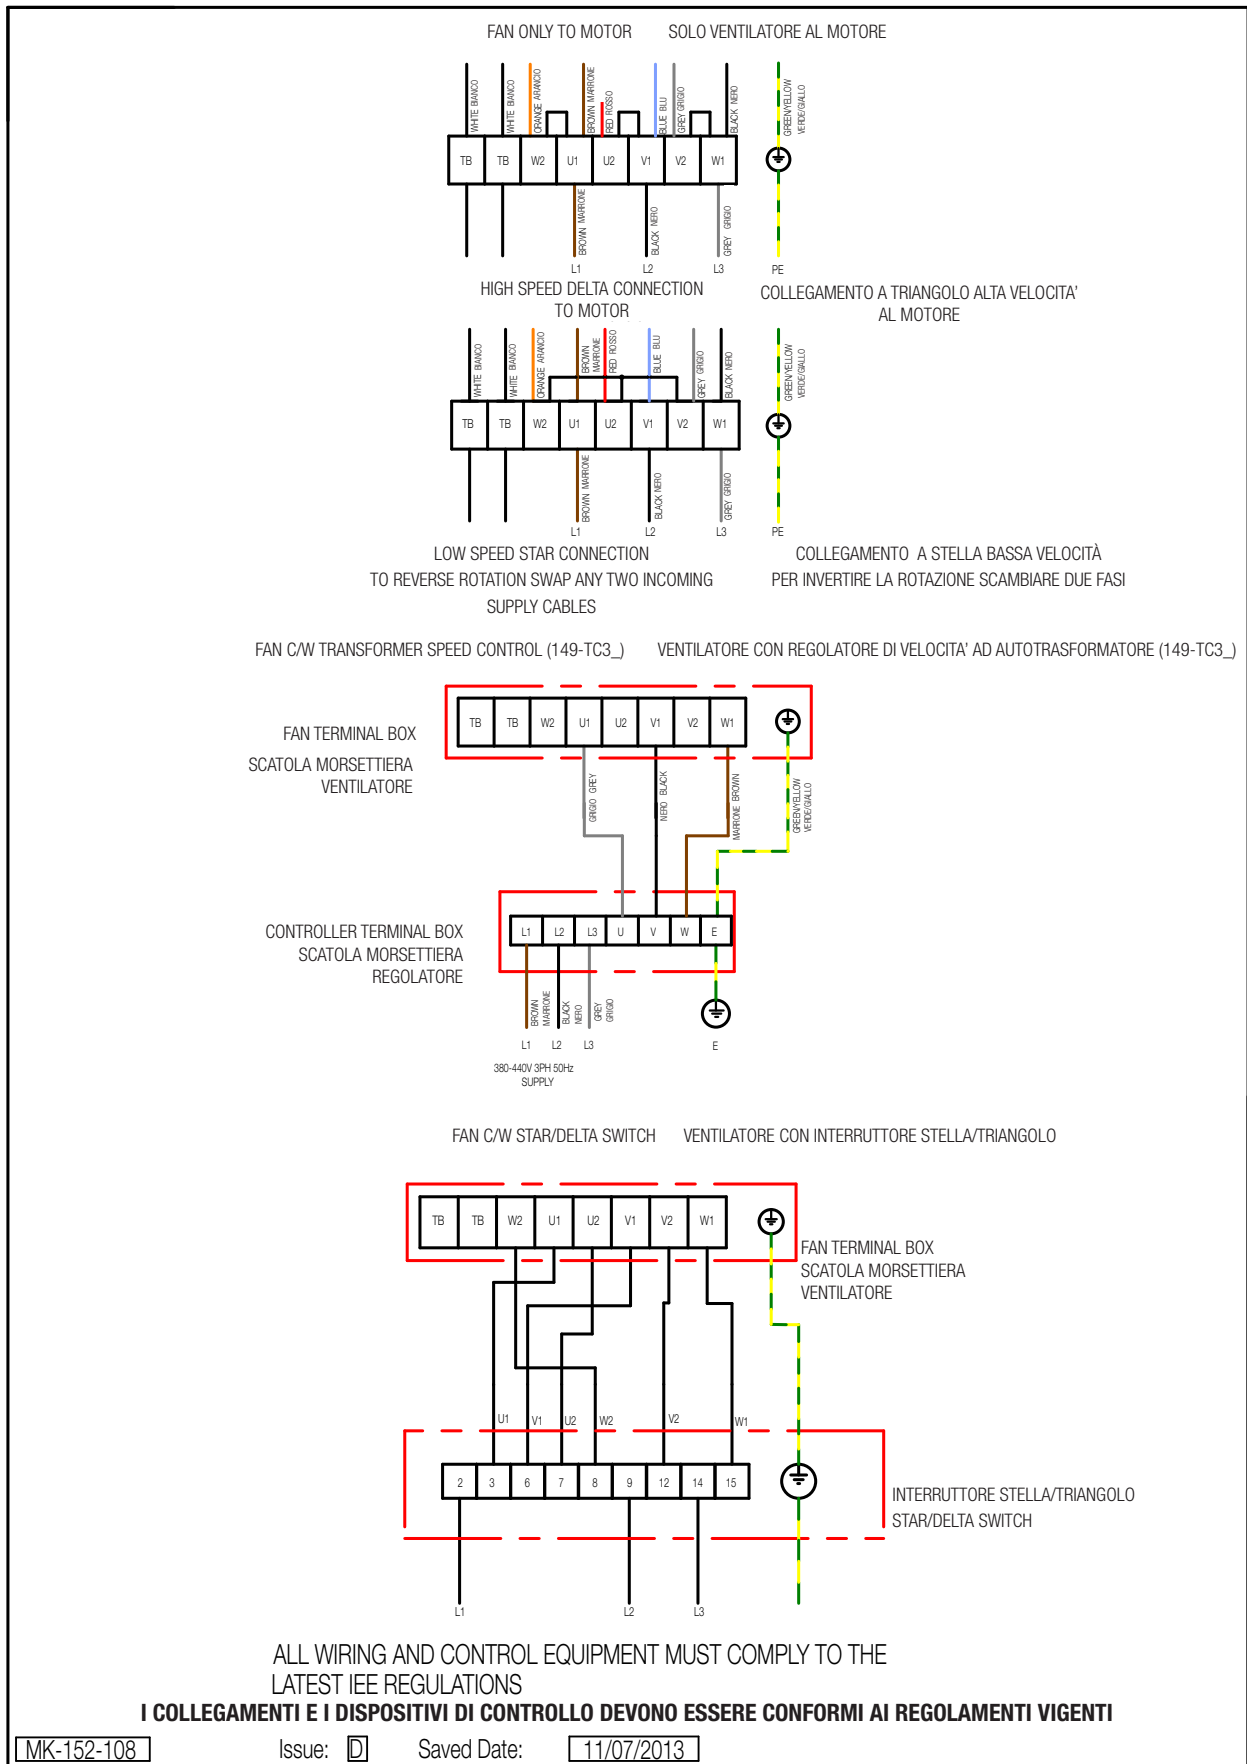 FAN ONLY TO MOTOR SOLO VENTILATORE AL MOTORE
WHITE BIANCO
WHITE BIANCO
ORANGE ARANCIO
BROWN MARRONE
RED ROSSO
BLUE BLU
GREY GRIGIO
BLACK NERO
GREEN/YELLOW
VERDE/GIALLO
TB TB W2 U1 U2 V1 V2 W1
BROWN MARRONE
BLACK NERO
GREY GRIGIO
L1 L2 L3 PE
HIGH SPEED DELTA CONNECTION
TO MOTOR
COLLEGAMENTO A TRIANGOLO ALTA VELOCITA'
AL MOTORE
WHITE BIANCO
WHITE BIANCO
ORANGE ARANCIO
BROWN
MARRONE
RED ROSSO
BLUE BLU
GREY GRIGIO
BLACK NERO
GREEN/YELLOW
VERDE/GIALLO
TB TB W2 U1 U2 V1 V2 W1
BROWN MARRONE
BLACK NERO
GREY GRIGIO
L1 L2 L3 PE
LOW SPEED STAR CONNECTION
TO REVERSE ROTATION SWAP ANY TWO INCOMING
SUPPLY CABLES
COLLEGAMENTO A STELLA BASSA VELOCITÀ
PER INVERTIRE LA ROTAZIONE SCAMBIARE DUE FASI
FAN C/W TRANSFORMER SPEED CONTROL (149-TC3_) VENTILATORE CON REGOLATORE DI VELOCITA' AD AUTOTRASFORMATORE (149-TC3_)
TB TB W2 U1 U2 V1 V2 W1
FAN TERMINAL BOX
SCATOLA MORSETTIERA
VENTILATORE
GRIGIO GREY
NERO BLACK
MARRONE BROWN
GREEN/YELLOW
VERDE/GIALLO
CONTROLLER TERMINAL BOX
SCATOLA MORSETTIERA
REGOLATORE
L1 L2 L3 U V W E
BROWN
MARRONE
BLACK
NERO
GREY
GRIGIO
L1 L2 L3 E
380-440V 3PH 50Hz
SUPPLY
FAN C/W STAR/DELTA SWITCH VENTILATORE CON INTERRUTTORE STELLA/TRIANGOLO
TB TB W2 U1 U2 V1 V2 W1
FAN TERMINAL BOX
SCATOLA MORSETTIERA
VENTILATORE
U1 V1 U2 W2 V2 W1
2 3 6 7 8 9 12 14 15
INTERRUTTORE STELLA/TRIANGOLO
STAR/DELTA SWITCH
L1 L2 L3
ALL WIRING AND CONTROL EQUIPMENT MUST COMPLY TO THE
LATEST IEE REGULATIONS
I COLLEGAMENTI E I DISPOSITIVI DI CONTROLLO DEVONO ESSERE CONFORMI AI REGOLAMENTI VIGENTI
MK-152-108 Issue: D Saved Date: 11/07/2013